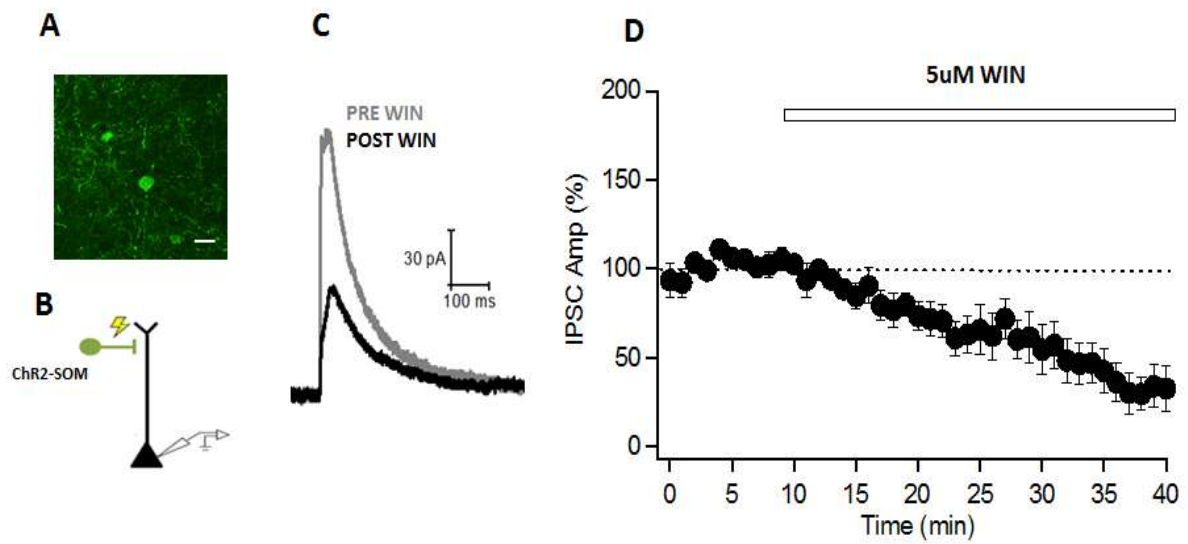 A
B
ChR2-SOM
C
PRE WIN
POST WIN
30 pA
100 ms
D
5uM WIN
200
150
100
50
0
IPSC Amp (%)
0 5 10 15 20 25 30 35 40
Time (min)